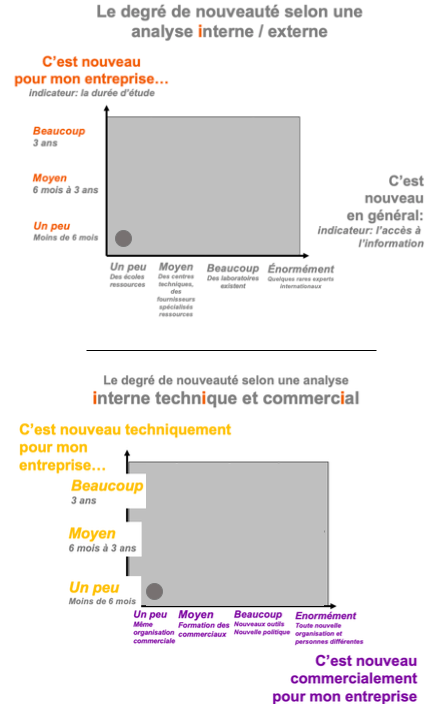 Le degré de nouveauté selon une
analyse interne / externe
C'est nouveau
pour mon entreprise…
indicateur: la durée d'étude
Beaucoup
3 ans
Moyen
6 mois à 3 ans
Un peu
Moins de 6 mois
C'est
nouveau
en général:
indicateur: l'accès à
l'information
Un peu
Des écoles
ressources
Moyen
Des centres
techniques,
des
fournisseurs
spécialisés
ressources
Beaucoup
Des laboratoires
existent
Énormément
Quelques rares experts
internationaux
Le degré de nouveauté selon une analyse
interne technique et commercial
C'est nouveau techniquement
pour mon
entreprise…
Beaucoup
3 ans
Moyen
6 mois à 3 ans
Un peu
Moins de 6 mois
Un peu
Même
organisation
commerciale
Moyen
Formation des
commerciaux
Beaucoup
Nouveaux outils
Nouvelle politique
Enormément
Toute nouvelle
organisation et
personnes différentes
C'est nouveau
commercialement
pour mon entreprise